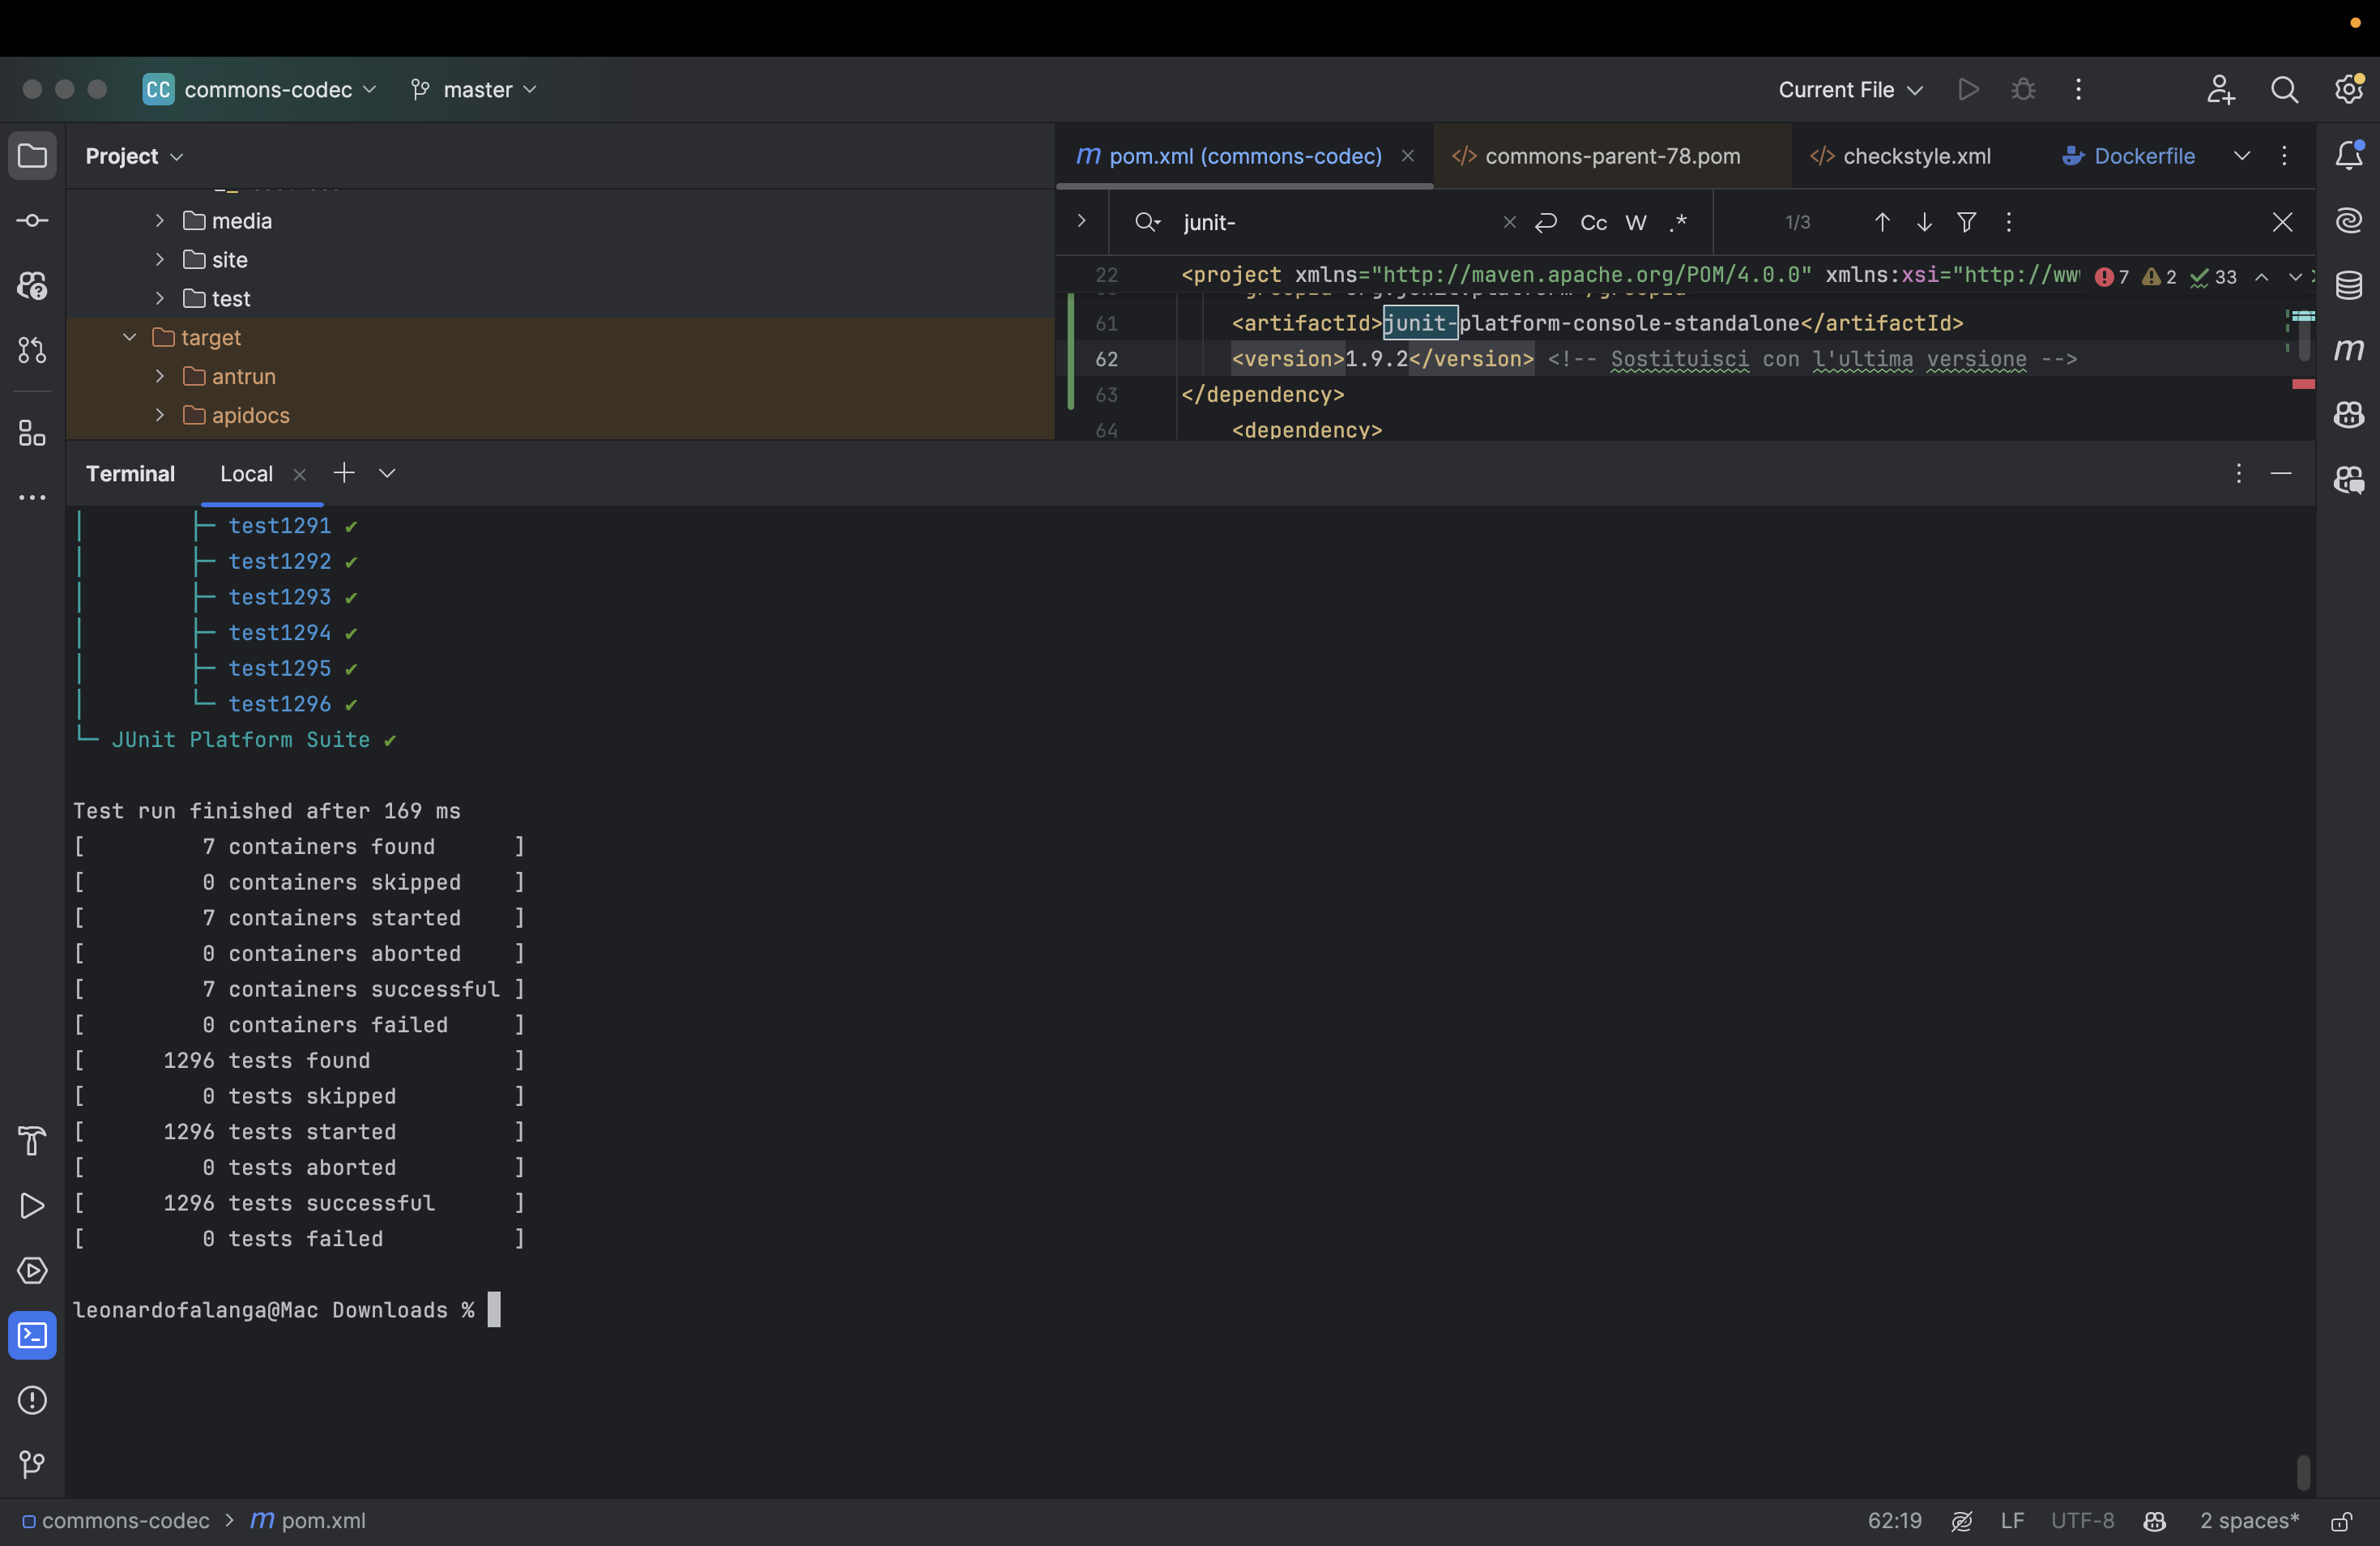 CC commons-codec master Current File
Project
pom.xml (commons-codec) commons-parent-78.pom checkstyle.xml Dockerfile
media
site
test
target
antrun
apidocs
junit- Cc W .* 1/3
22 <project xmlns="http://maven.apache.org/POM/4.0.0" xmlns:xsi="http://ww 7 2 33
61 <artifactId>junit-platform-console-standalone</artifactId>
62 <version>1.9.2</version> <!-- Sostituisci con l'ultima versione -->
63 </dependency>
64 <dependency>
Terminal Local
├─ test1291 ✔
├─ test1292 ✔
├─ test1293 ✔
├─ test1294 ✔
├─ test1295 ✔
└─ test1296 ✔
└─ JUnit Platform Suite ✔
Test run finished after 169 ms
[ 7 containers found ]
[ 0 containers skipped ]
[ 7 containers started ]
[ 0 containers aborted ]
[ 7 containers successful ]
[ 0 containers failed ]
[ 1296 tests found ]
[ 0 tests skipped ]
[ 1296 tests started ]
[ 0 tests aborted ]
[ 1296 tests successful ]
[ 0 tests failed ]
leonardofalanga@Mac Downloads %
commons-codec > m pom.xml 62:19 LF UTF-8 2 spaces*